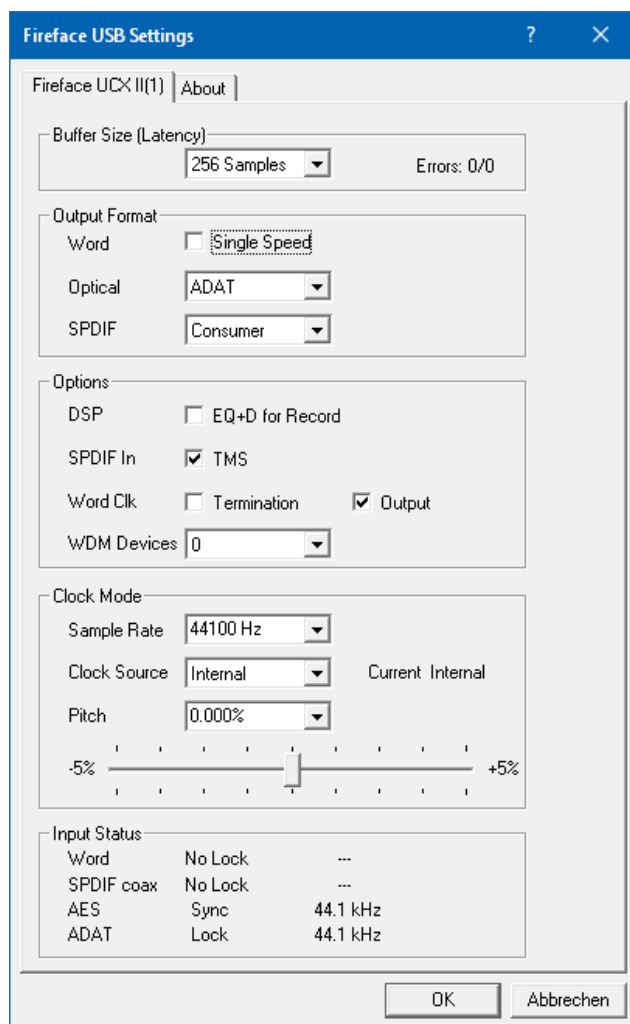 Fireface USB Settings ?
Fireface UCX II(1) About
Buffer Size (Latency)
256 Samples Errors: 0/0
Output Format
Word Single Speed
Optical ADAT
SPDIF Consumer
Options
DSP EQ+D for Record
SPDIF In TMS
Word Clk Termination Output
WDM Devices 0
Clock Mode
Sample Rate 44100 Hz
Clock Source Internal Current Internal
Pitch 0.000%
-5% +5%
Input Status
Word No Lock ---
SPDIF coax No Lock ---
AES Sync 44.1 kHz
ADAT Lock 44.1 kHz
OK Abbrechen